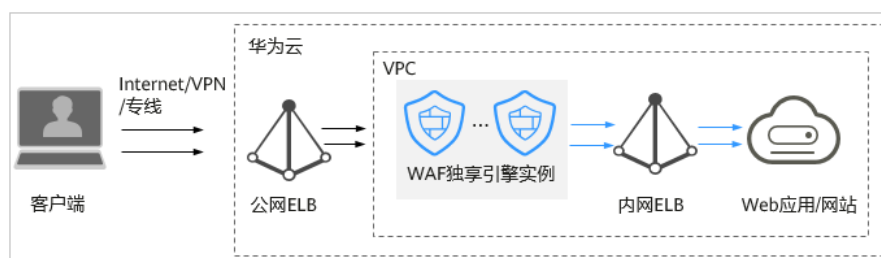 华为云
VPC
Internet/VPN
/专线
...
WAF独享引擎实例
客户端
公网ELB
内网ELB
Web应用/网站